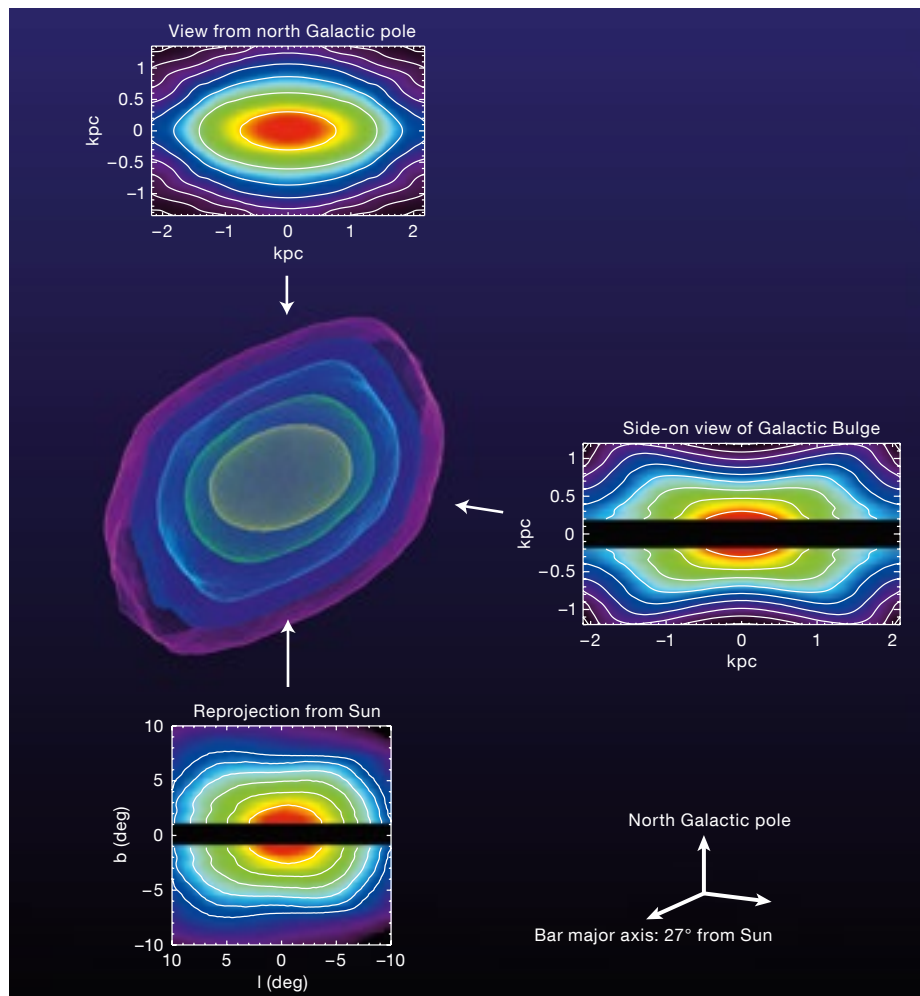 View from north Galactic pole
kpc
1
0.5
0
−0.5
−1
−2 −1 0 1 2
kpc
Side-on view of Galactic Bulge
kpc
1
0.5
0
−0.5
−1
−2 −1 0 1 2
kpc
Reprojection from Sun
b (deg)
10
5
0
−5
−10
10 5 0 −5 −10
l (deg)
North Galactic pole
Bar major axis: 27° from Sun